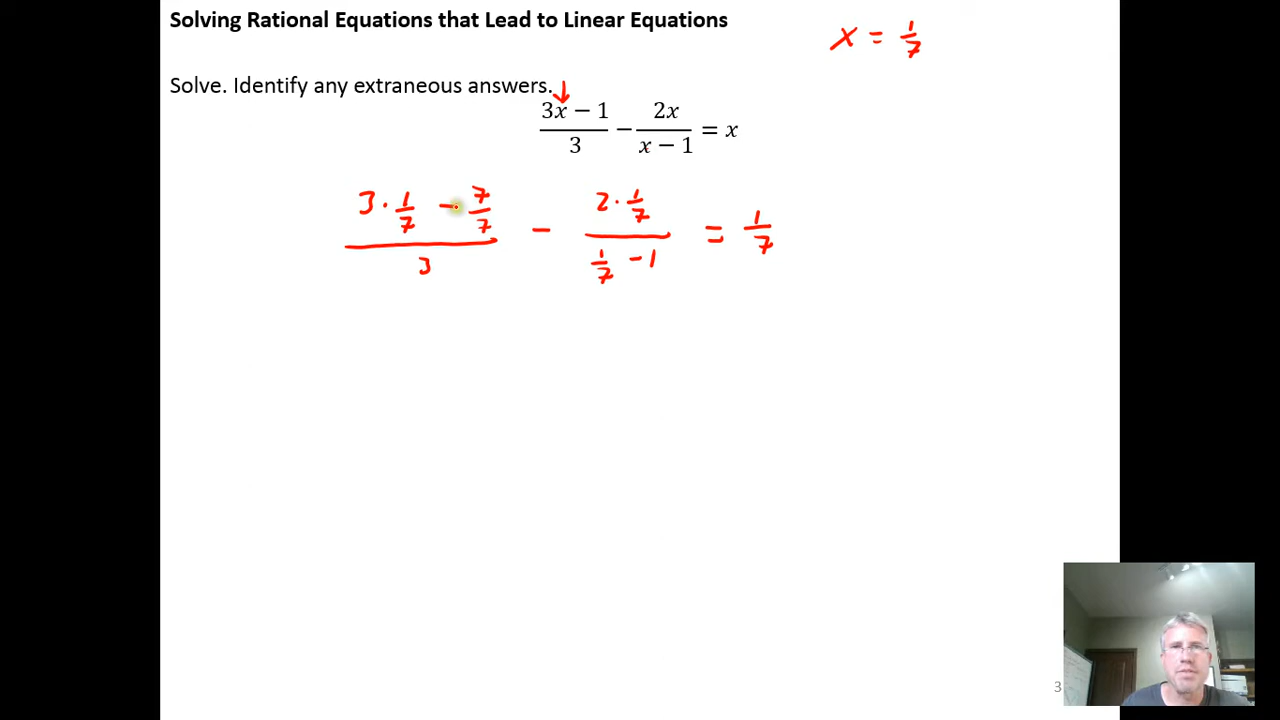 Solving Rational Equations that Lead to Linear Equations
x = 1/7
Solve. Identify any extraneous answers.
(3x − 1)/3 − 2x/(x − 1) = x
(3 · 1/7 − 7/7)/3 − (2 · 1/7)/(1/7 − 1) = 1/7
3